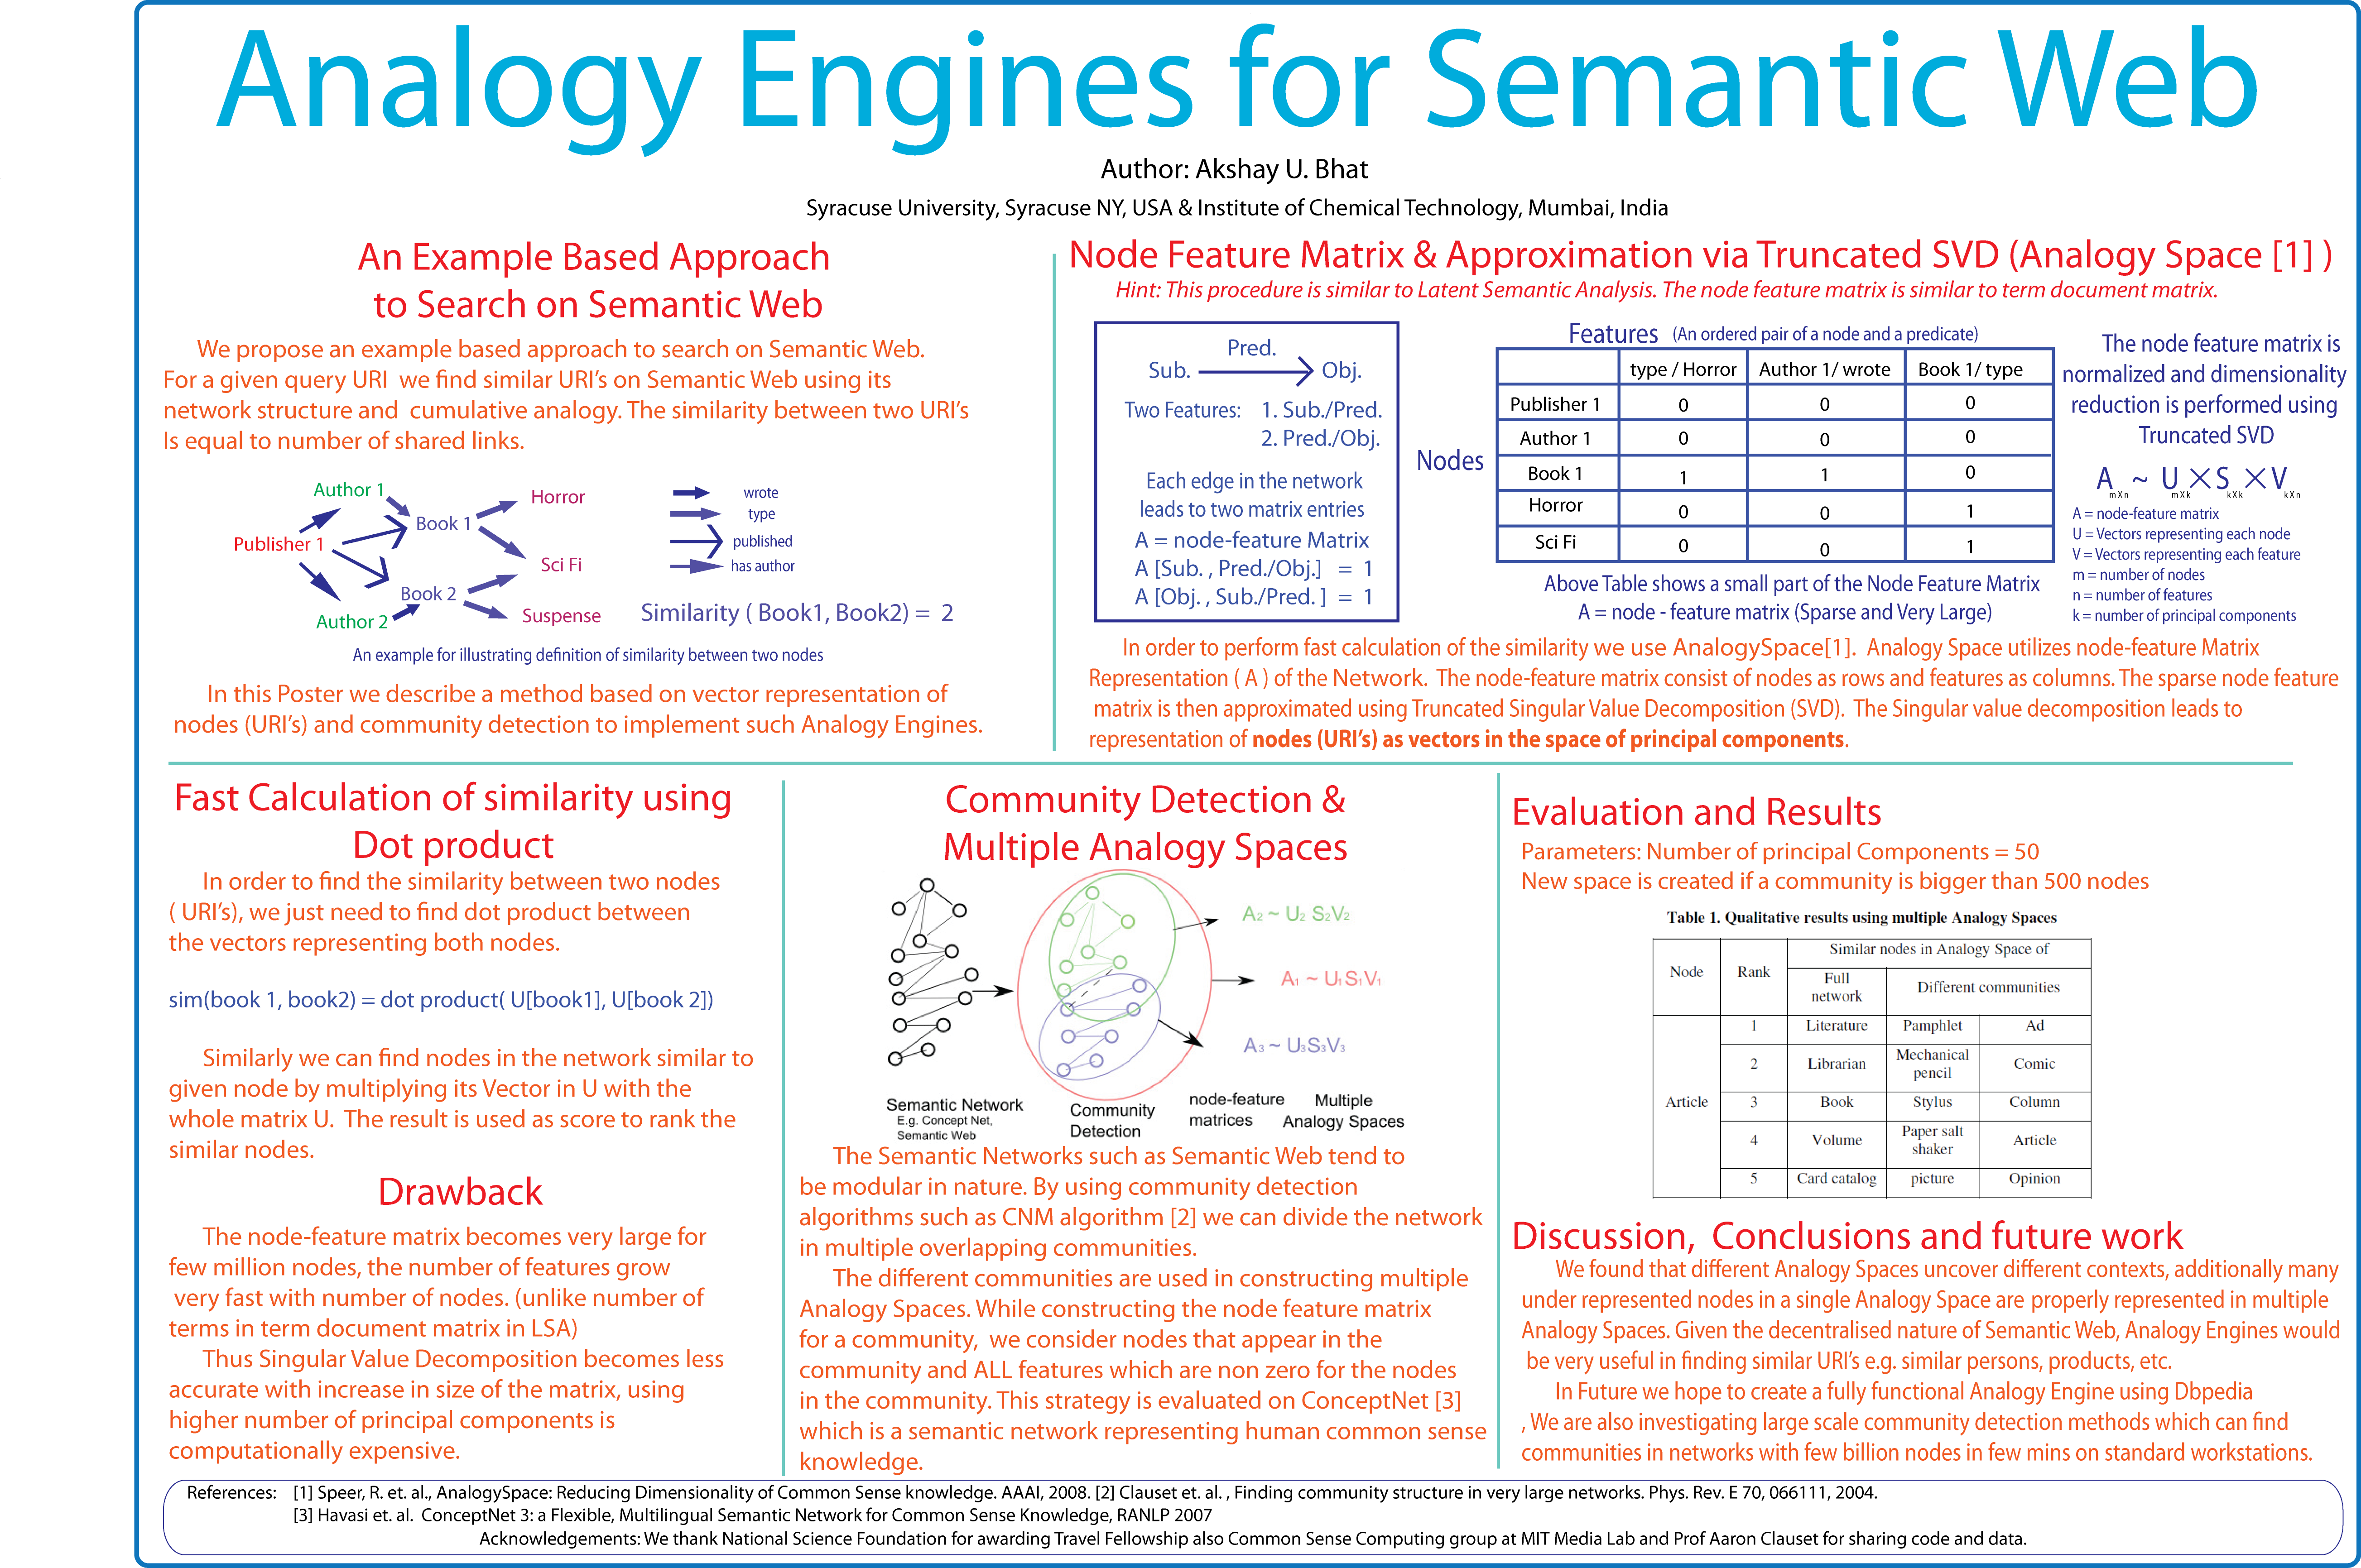 Analogy Engines for Semantic Web
Author: Akshay U. Bhat
Syracuse University, Syracuse NY, USA & Institute of Chemical Technology, Mumbai, India
An Example Based Approach
to Search on Semantic Web
We propose an example based approach to search on Semantic Web.
For a given query URI we find similar URI's on Semantic Web using its
network structure and cumulative analogy. The similarity between two URI's
Is equal to number of shared links.
Author 1
Book 1
Horror
Publisher 1
Sci Fi
Book 2
Author 2
Suspense
wrote
type
published
has author
Similarity ( Book1, Book2) = 2
An example for illustrating definition of similarity between two nodes
In this Poster we describe a method based on vector representation of
nodes (URI's) and community detection to implement such Analogy Engines.
Node Feature Matrix & Approximation via Truncated SVD (Analogy Space [1] )
Hint: This procedure is similar to Latent Semantic Analysis. The node feature matrix is similar to term document matrix.
Pred.
Sub. Obj.
Two Features: 1. Sub./Pred.
2. Pred./Obj.
Each edge in the network
leads to two matrix entries
A = node-feature Matrix
A [Sub. , Pred./Obj.] = 1
A [Obj. , Sub./Pred. ] = 1
Features (An ordered pair of a node and a predicate)
Nodes
type / Horror Author 1/ wrote Book 1/ type
Publisher 1 0 0 0
Author 1 0 0 0
Book 1 1 1 0
Horror 0 0 1
Sci Fi 0 0 1
Above Table shows a small part of the Node Feature Matrix
A = node - feature matrix (Sparse and Very Large)
The node feature matrix is
normalized and dimensionality
reduction is performed using
Truncated SVD
A ~ U X S X V
m X n m X k k X k k X n
A = node-feature matrix
U = Vectors representing each node
V = Vectors representing each feature
m = number of nodes
n = number of features
k = number of principal components
In order to perform fast calculation of the similarity we use AnalogySpace[1]. Analogy Space utilizes node-feature Matrix
Representation ( A ) of the Network. The node-feature matrix consist of nodes as rows and features as columns. The sparse node feature
matrix is then approximated using Truncated Singular Value Decomposition (SVD). The Singular value decomposition leads to
representation of nodes (URI's) as vectors in the space of principal components.
Fast Calculation of similarity using
Dot product
In order to find the similarity between two nodes
( URI's), we just need to find dot product between
the vectors representing both nodes.
sim(book 1, book2) = dot product( U[book1], U[book 2])
Similarly we can find nodes in the network similar to
given node by multiplying its Vector in U with the
whole matrix U. The result is used as score to rank the
similar nodes.
Drawback
The node-feature matrix becomes very large for
few million nodes, the number of features grow
very fast with number of nodes. (unlike number of
terms in term document matrix in LSA)
Thus Singular Value Decomposition becomes less
accurate with increase in size of the matrix, using
higher number of principal components is
computationally expensive.
Community Detection &
Multiple Analogy Spaces
A2 ~ U2 S2V2
A1 ~ U1S1V1
A3 ~ U3S3V3
Semantic Network
E.g. Concept Net,
Semantic Web
Community
Detection
node-feature
matrices
Multiple
Analogy Spaces
The Semantic Networks such as Semantic Web tend to
be modular in nature. By using community detection
algorithms such as CNM algorithm [2] we can divide the network
in multiple overlapping communities.
The different communities are used in constructing multiple
Analogy Spaces. While constructing the node feature matrix
for a community, we consider nodes that appear in the
community and ALL features which are non zero for the nodes
in the community. This strategy is evaluated on ConceptNet [3]
which is a semantic network representing human common sense
knowledge.
Evaluation and Results
Parameters: Number of principal Components = 50
New space is created if a community is bigger than 500 nodes
Table 1. Qualitative results using multiple Analogy Spaces
Node Rank Similar nodes in Analogy Space of
Full network Different communities
Article
1 Literature Pamphlet Ad
2 Librarian Mechanical pencil Comic
3 Book Stylus Column
4 Volume Paper salt shaker Article
5 Card catalog picture Opinion
Discussion, Conclusions and future work
We found that different Analogy Spaces uncover different contexts, additionally many
under represented nodes in a single Analogy Space are properly represented in multiple
Analogy Spaces. Given the decentralised nature of Semantic Web, Analogy Engines would
be very useful in finding similar URI's e.g. similar persons, products, etc.
In Future we hope to create a fully functional Analogy Engine using Dbpedia
, We are also investigating large scale community detection methods which can find
communities in networks with few billion nodes in few mins on standard workstations.
References: [1] Speer, R. et. al., AnalogySpace: Reducing Dimensionality of Common Sense knowledge. AAAI, 2008. [2] Clauset et. al. , Finding community structure in very large networks. Phys. Rev. E 70, 066111, 2004.
[3] Havasi et. al. ConceptNet 3: a Flexible, Multilingual Semantic Network for Common Sense Knowledge, RANLP 2007
Acknowledgements: We thank National Science Foundation for awarding Travel Fellowship also Common Sense Computing group at MIT Media Lab and Prof Aaron Clauset for sharing code and data.